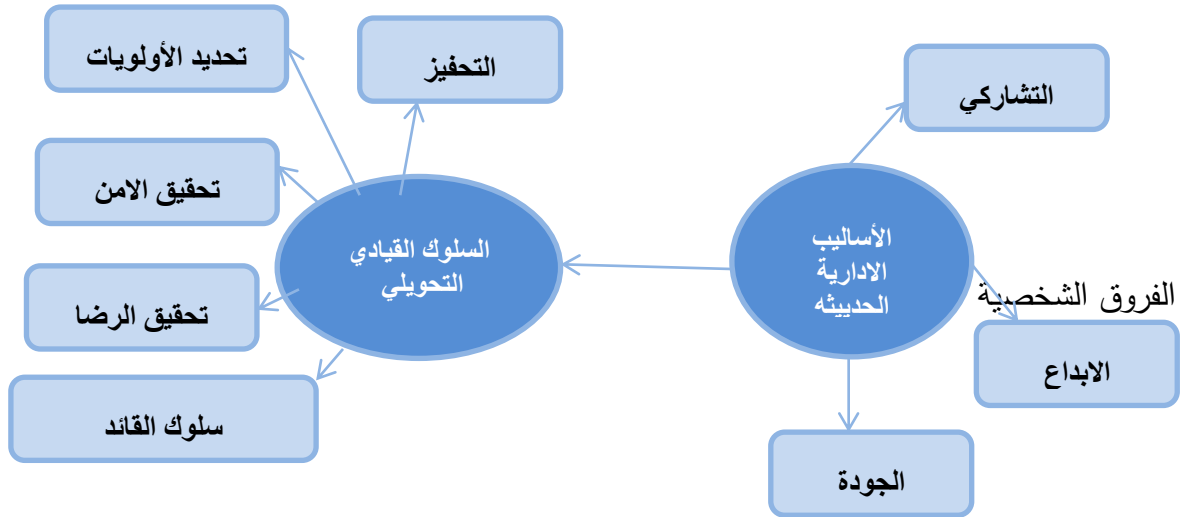 التشاركي
الأساليب
الادارية
الحدييثه
الفروق الشخصية
الابداع
الجودة
التحفيز
تحديد الأولويات
تحقيق الامن
السلوك القيادي
التحويلي
تحقيق الرضا
سلوك القائد